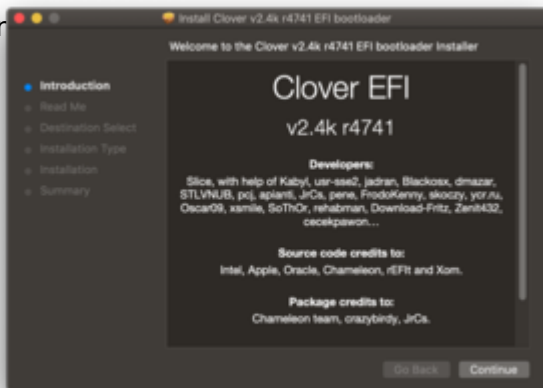 Install Clover v2.4k r4741 EFI bootloader
Welcome to the Clover v2.4k r4741 EFI bootloader Installer
Introduction
Read Me
Destination Select
Installation Type
Installation
Summary
Clover EFI
v2.4k r4741
Developers:
Slice, with help of Kabyl, usr-sse2, jadran, Blackosx, dmazar,
STLVNUB, pcj, apianti, JrCs, pene, FrodoKenny, skoczy, ycr.ru,
Oscar09, xsmile, SoThOr, rehabman, Download-Fritz, Zenit432,
cecekpawon...
Source code credits to:
Intel, Apple, Oracle, Chameleon, rEFIt and Xom.
Package credits to:
Chameleon team, crazybirdy, JrCs.
Go Back
Continue